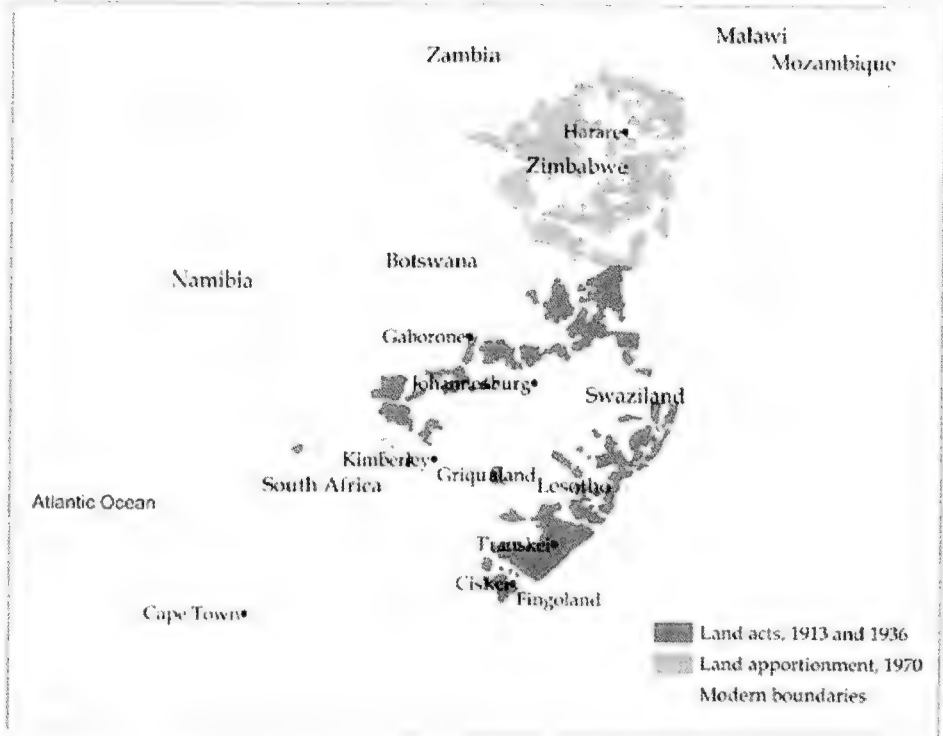 Malawi
Zambia
Mozambique
Harare
Zimbabwe
Botswana
Namibia
Gaborone
Johannesburg
Swaziland
Kimberley
Griqualand
South Africa
Lesotho
Atlantic Ocean
Transkei
Ciskei
Fingoland
Cape Town
Land acts, 1913 and 1936
Land apportionment, 1970
Modern boundaries